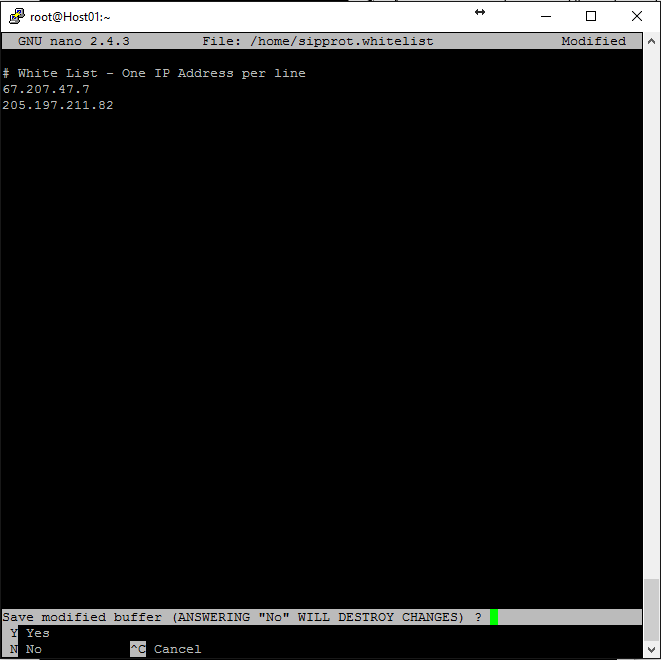 root@Host01:~
GNU nano 2.4.3 File: /home/sipprot.whitelist Modified
# White List - One IP Address per line
67.207.47.7
205.197.211.82
Save modified buffer (ANSWERING "No" WILL DESTROY CHANGES) ?
Y Yes
N No ^C Cancel